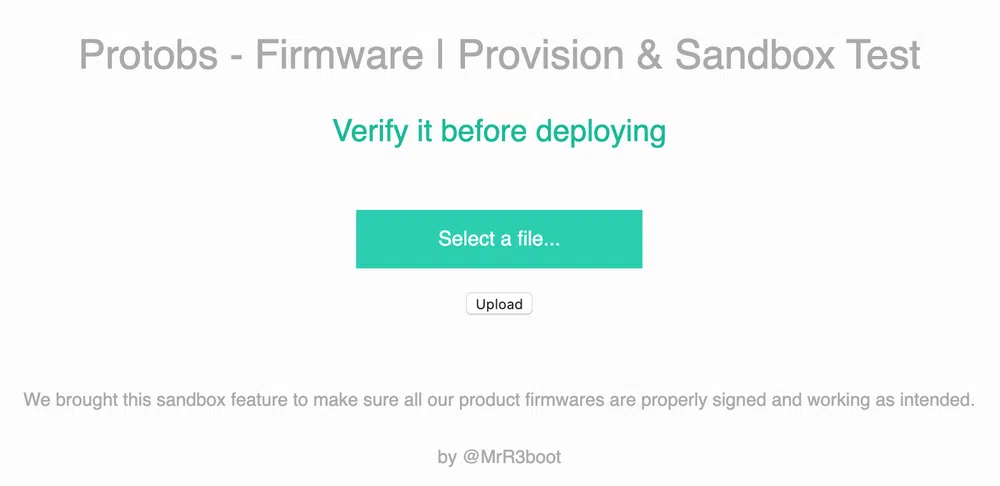 Protobs - Firmware | Provision & Sandbox Test
Verify it before deploying
Select a file...
Upload
We brought this sandbox feature to make sure all our product firmwares are properly signed and working as intended.
by @MrR3boot